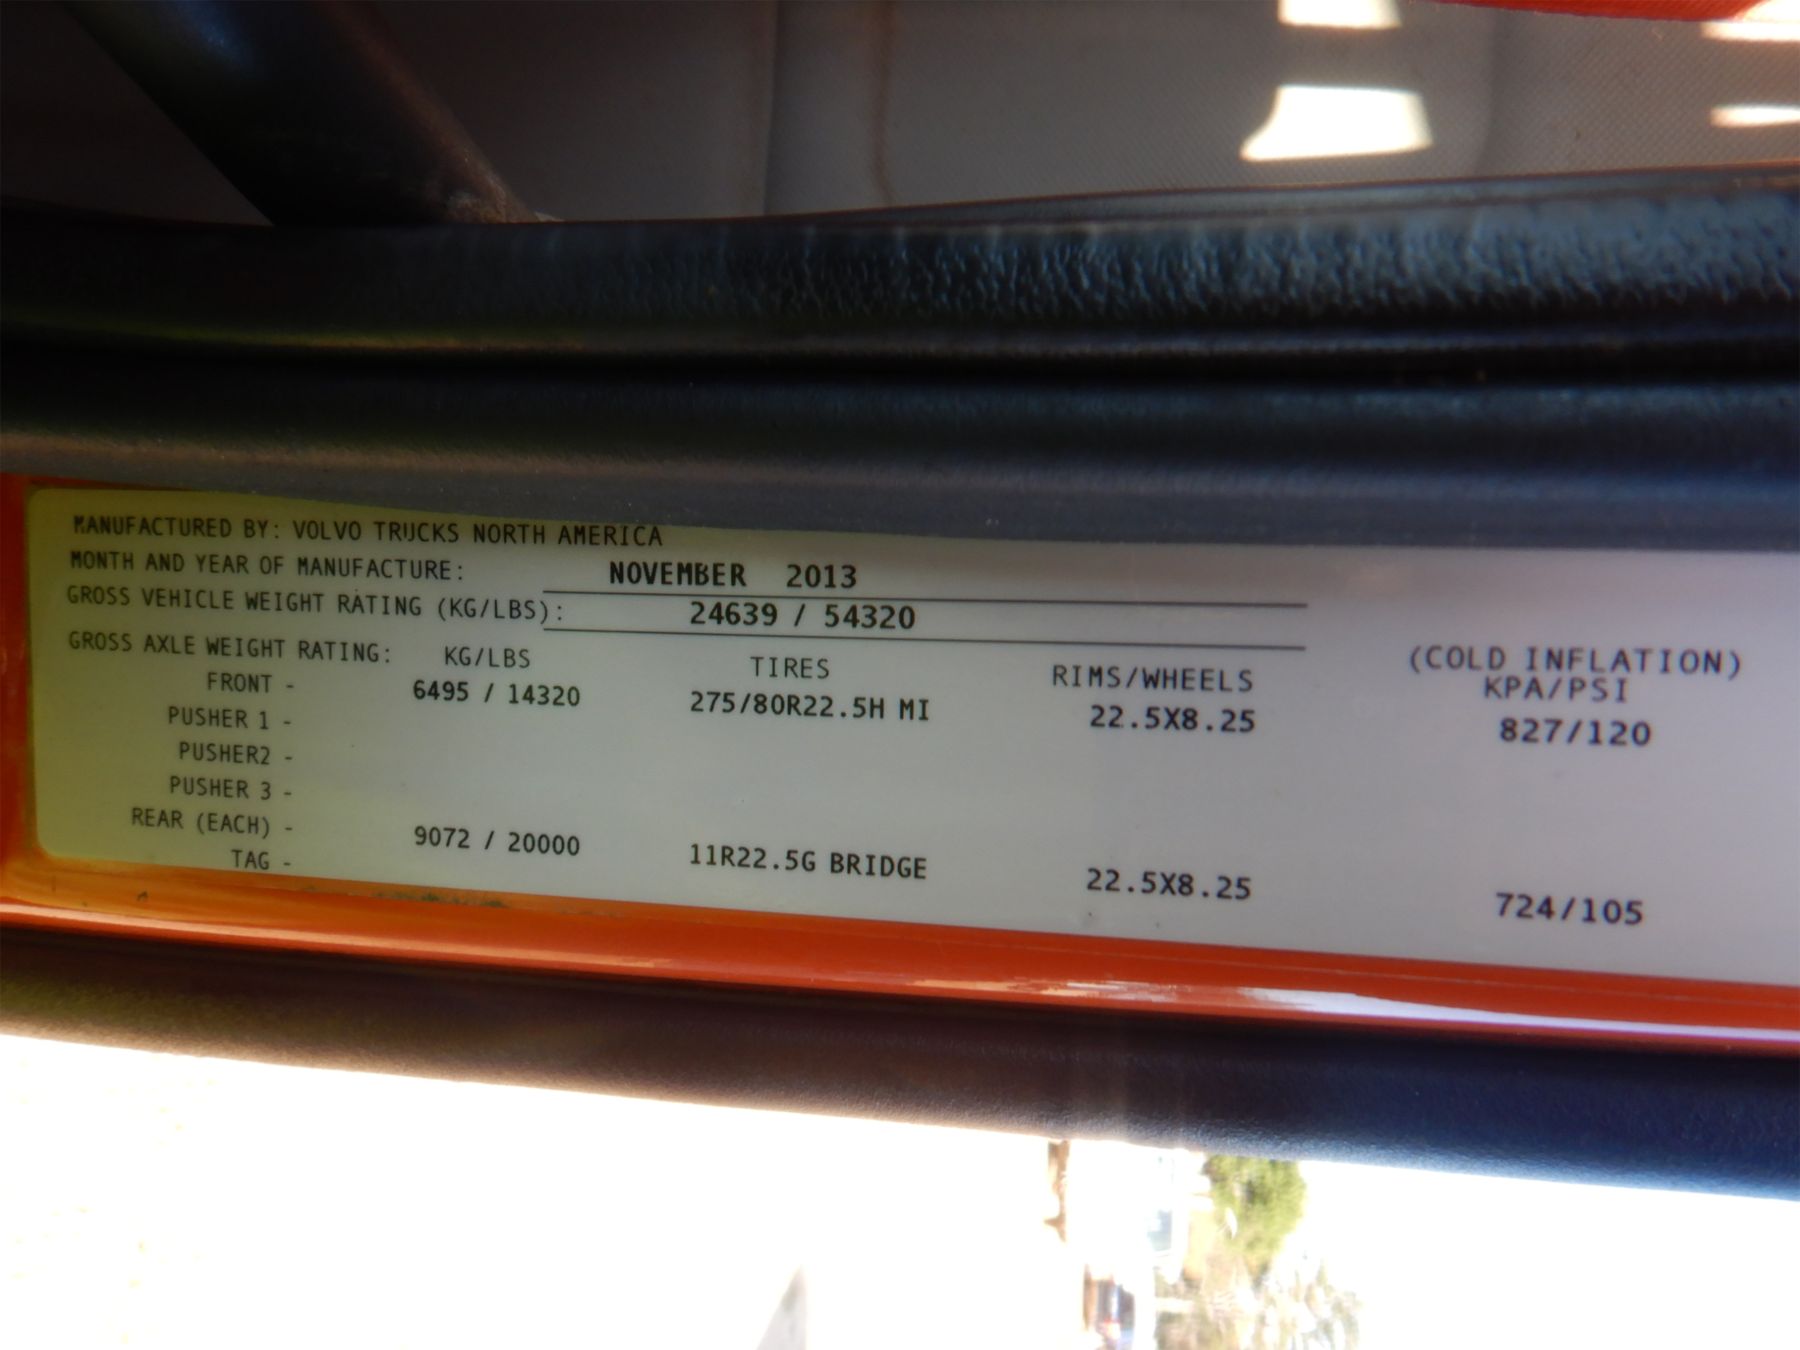 MANUFACTURED BY: VOLVO TRUCKS NORTH AMERICA
MONTH AND YEAR OF MANUFACTURE: NOVEMBER 2013
GROSS VEHICLE WEIGHT RATING (KG/LBS): 24639 / 54320
GROSS AXLE WEIGHT RATING: KG/LBS TIRES RIMS/WHEELS (COLD INFLATION) KPA/PSI
FRONT - 6495 / 14320 275/80R22.5H MI 22.5X8.25 827/120
PUSHER 1 -
PUSHER2 -
PUSHER 3 -
REAR (EACH) - 9072 / 20000 11R22.5G BRIDGE 22.5X8.25 724/105
TAG -